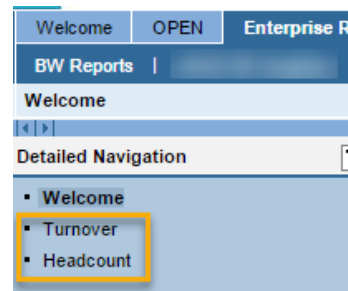 Welcome OPEN Enterprise R
BW Reports |
Welcome
Detailed Navigation
Welcome
Turnover
Headcount